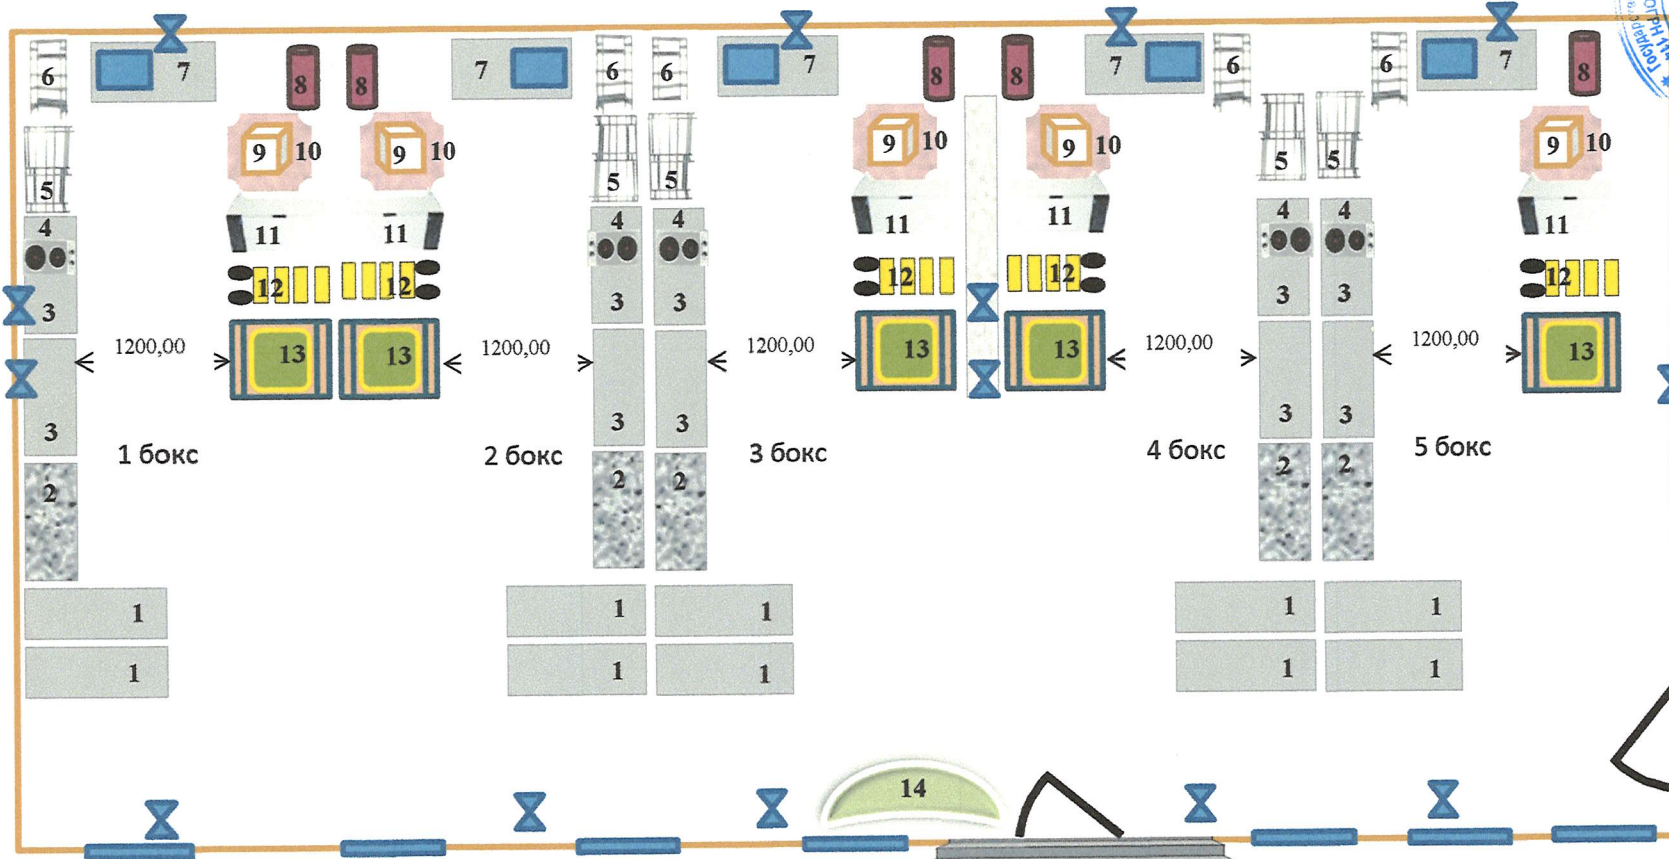 6 7 8 8 7 6 6 7 8 8 7 6 6 7 8
9 10 9 10 9 10 9 10 9 10
5 5 5 5 5 5
4 11 11 4 4 11 11 4 4 11
12 12 12 12 12
3 3 3 3 3
1200,00 1200,00 1200,00 1200,00 1200,00
13 13 13 13 13
3 3 3 3 3
1 бокс 2 бокс 3 бокс 4 бокс 5 бокс
2 2 2 2 2
1 1 1 1 1
1 1 1 1 1
14
ОГРН 11
Государ